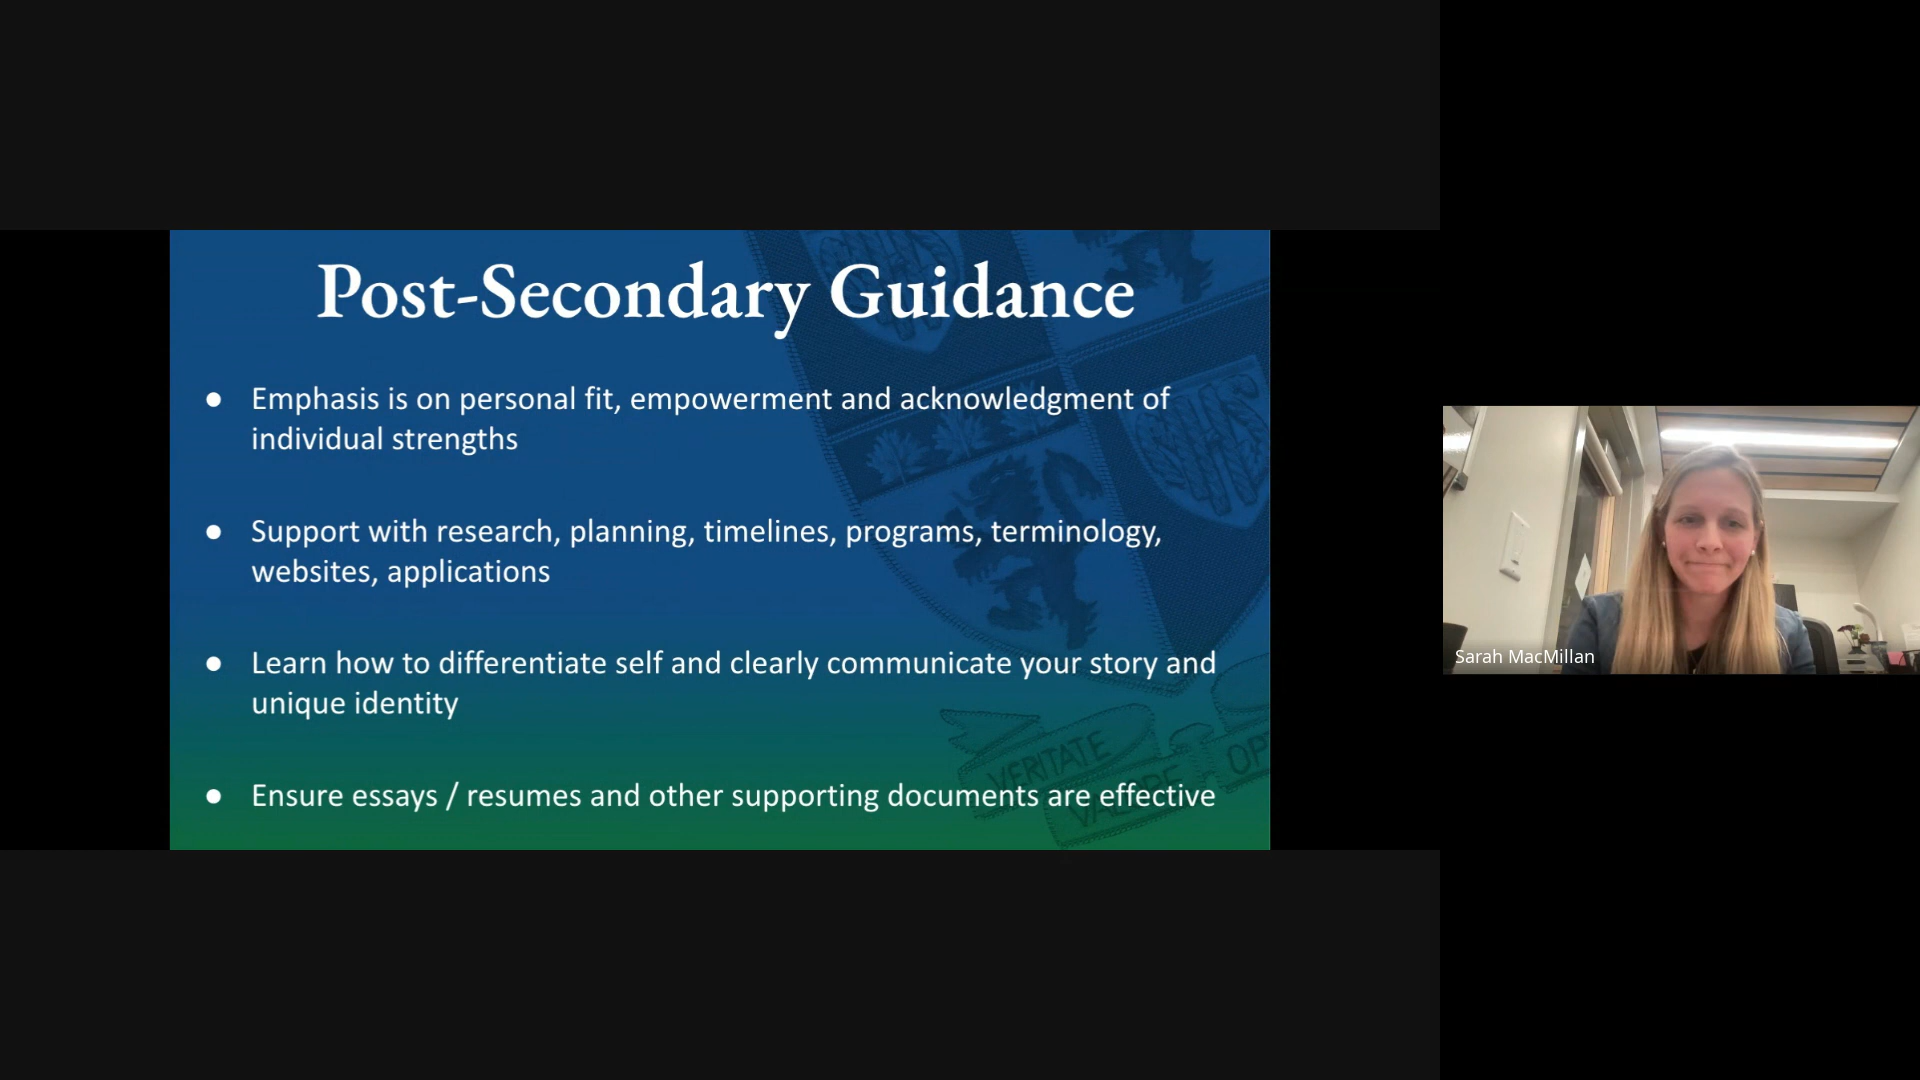 Post-Secondary Guidance
● Emphasis is on personal fit, empowerment and acknowledgment of
individual strengths
● Support with research, planning, timelines, programs, terminology,
websites, applications
● Learn how to differentiate self and clearly communicate your story and
unique identity
● Ensure essays / resumes and other supporting documents are effective
VERITATE
Sarah MacMillan